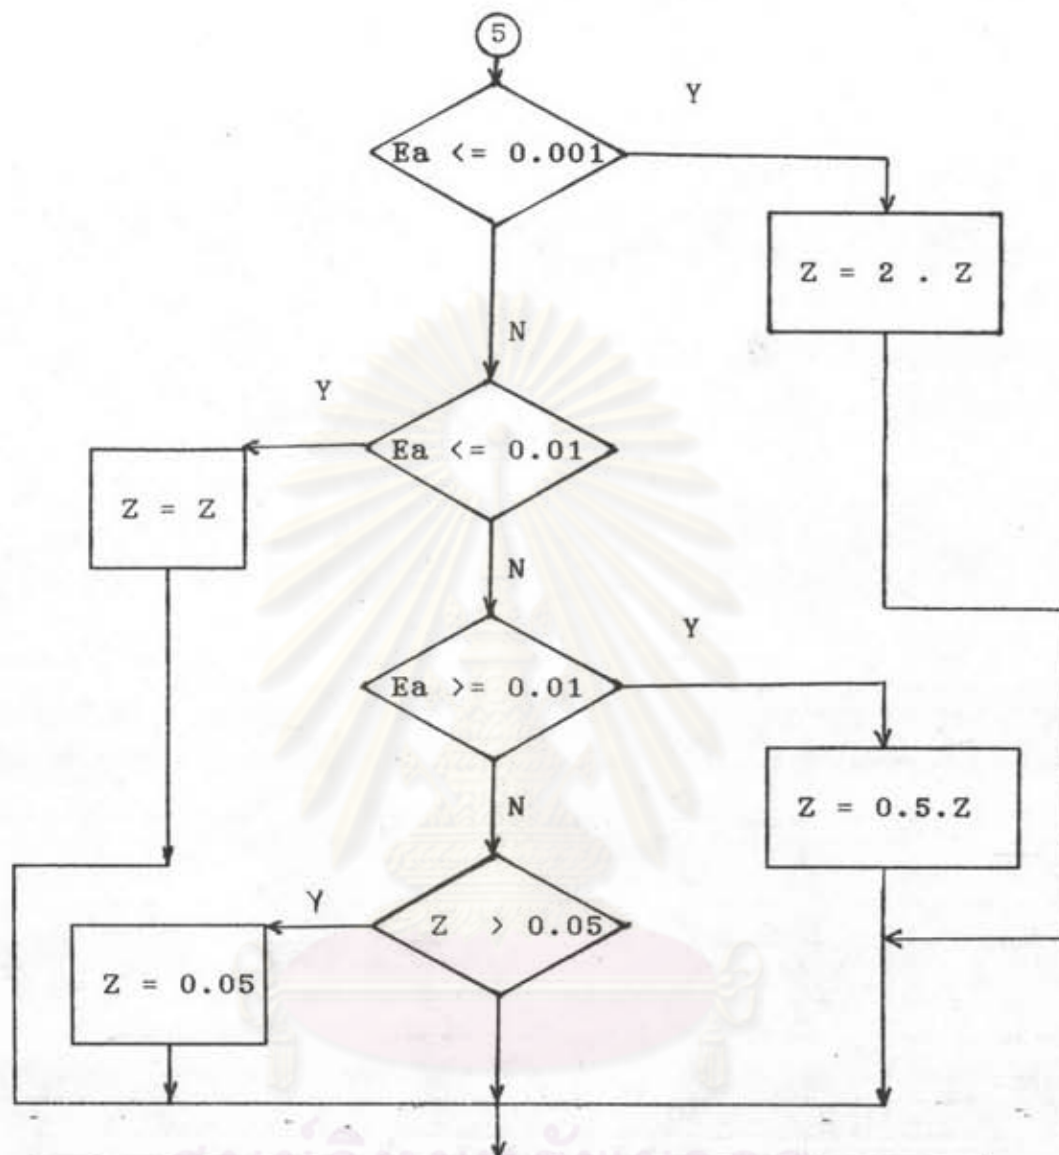 5
Y
Ea <= 0.001
Z = 2 . Z
N
Y
Ea <= 0.01
Z = Z
N
Y
Ea >= 0.01
Z = 0.5.Z
N
Y
Z > 0.05
Z = 0.05